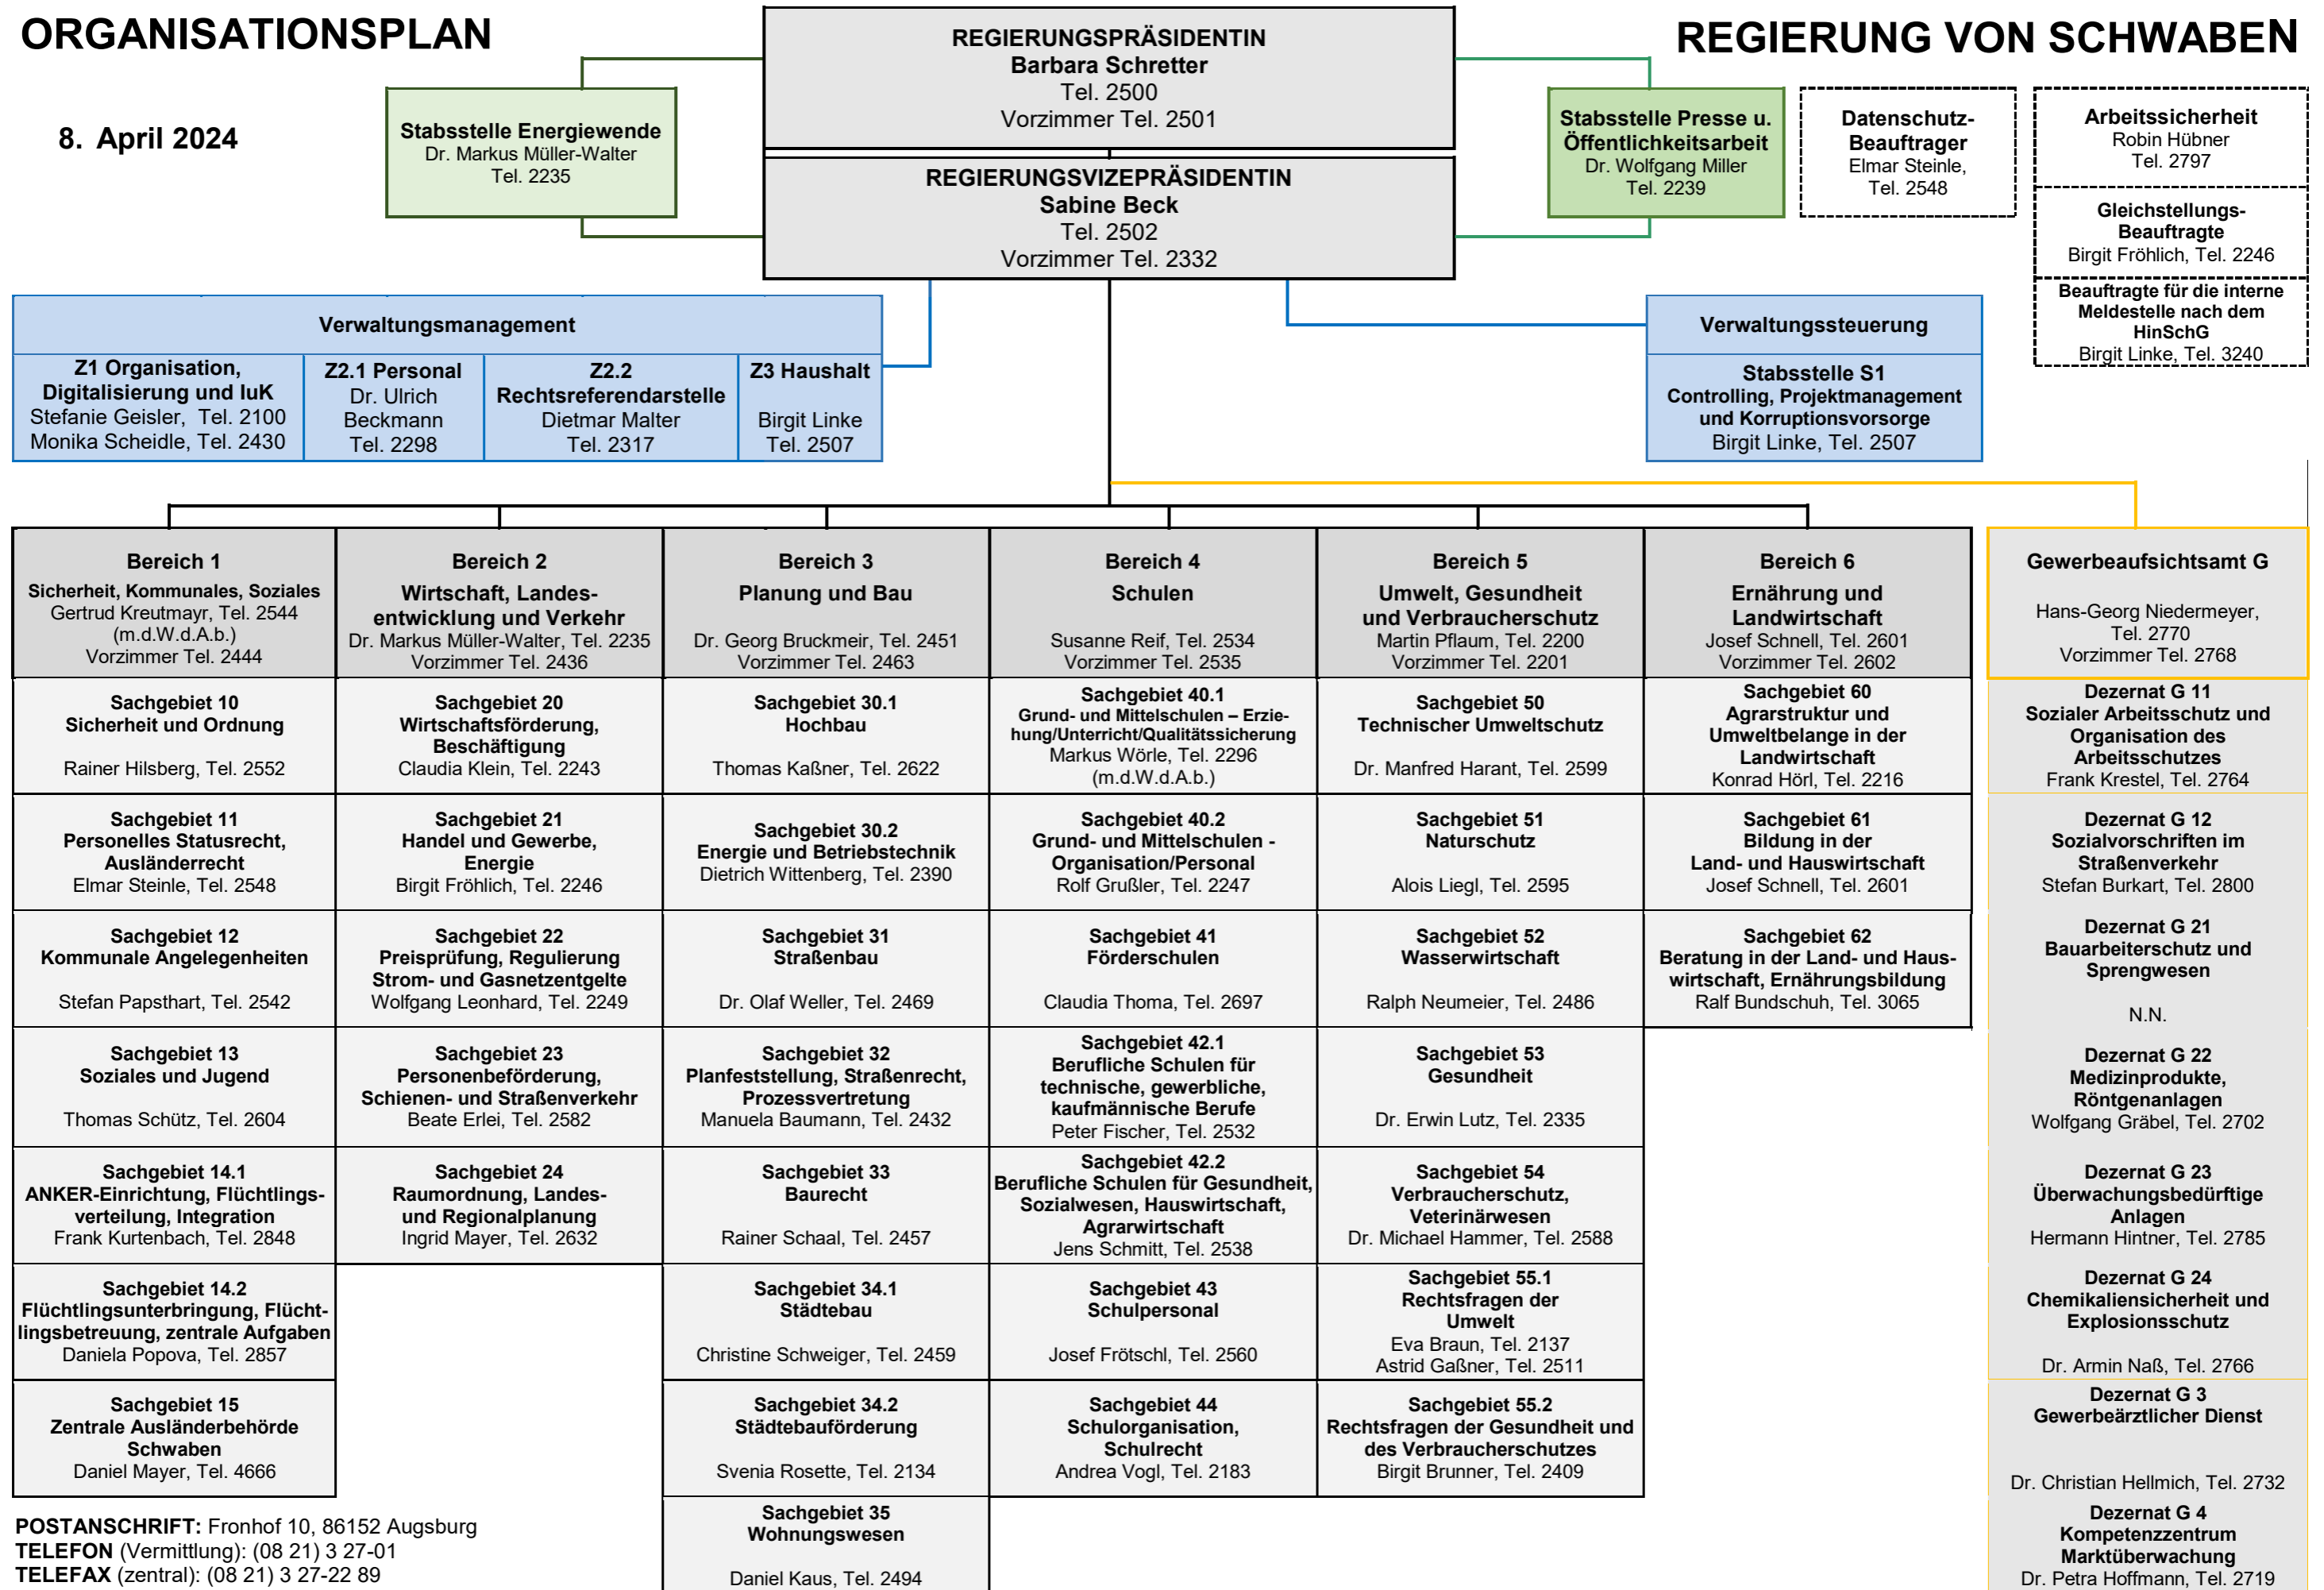 ORGANISATIONSPLAN
REGIERUNG VON SCHWABEN
8. April 2024
REGIERUNGSPRÄSIDENTIN
Barbara Schretter
Tel. 2500
Vorzimmer Tel. 2501
REGIERUNGSVIZEPRÄSIDENTIN
Sabine Beck
Tel. 2502
Vorzimmer Tel. 2332
Stabsstelle Energiewende
Dr. Markus Müller-Walter
Tel. 2235
Stabsstelle Presse u.
Öffentlichkeitsarbeit
Dr. Wolfgang Miller
Tel. 2239
Datenschutz-
Beauftrager
Elmar Steinle,
Tel. 2548
Arbeitssicherheit
Robin Hübner
Tel. 2797
Gleichstellungs-
Beauftragte
Birgit Fröhlich, Tel. 2246
Beauftragte für die interne
Meldestelle nach dem
HinSchG
Birgit Linke, Tel. 3240
Verwaltungsmanagement
Z1 Organisation,
Digitalisierung und IuK
Stefanie Geisler, Tel. 2100
Monika Scheidle, Tel. 2430
Z2.1 Personal
Dr. Ulrich
Beckmann
Tel. 2298
Z2.2
Rechtsreferendarstelle
Dietmar Malter
Tel. 2317
Z3 Haushalt
Birgit Linke
Tel. 2507
Verwaltungssteuerung
Stabsstelle S1
Controlling, Projektmanagement
und Korruptionsvorsorge
Birgit Linke, Tel. 2507
Bereich 1
Sicherheit, Kommunales, Soziales
Gertrud Kreutmayr, Tel. 2544
(m.d.W.d.A.b.)
Vorzimmer Tel. 2444
Sachgebiet 10
Sicherheit und Ordnung
Rainer Hilsberg, Tel. 2552
Sachgebiet 11
Personelles Statusrecht,
Ausländerrecht
Elmar Steinle, Tel. 2548
Sachgebiet 12
Kommunale Angelegenheiten
Stefan Papsthart, Tel. 2542
Sachgebiet 13
Soziales und Jugend
Thomas Schütz, Tel. 2604
Sachgebiet 14.1
ANKER-Einrichtung, Flüchtlings-
verteilung, Integration
Frank Kurtenbach, Tel. 2848
Sachgebiet 14.2
Flüchtlingsunterbringung, Flücht-
lingsbetreuung, zentrale Aufgaben
Daniela Popova, Tel. 2857
Sachgebiet 15
Zentrale Ausländerbehörde
Schwaben
Daniel Mayer, Tel. 4666
Bereich 2
Wirtschaft, Landes-
entwicklung und Verkehr
Dr. Markus Müller-Walter, Tel. 2235
Vorzimmer Tel. 2436
Sachgebiet 20
Wirtschaftsförderung,
Beschäftigung
Claudia Klein, Tel. 2243
Sachgebiet 21
Handel und Gewerbe,
Energie
Birgit Fröhlich, Tel. 2246
Sachgebiet 22
Preisprüfung, Regulierung
Strom- und Gasnetzentgelte
Wolfgang Leonhard, Tel. 2249
Sachgebiet 23
Personenbeförderung,
Schienen- und Straßenverkehr
Beate Erlei, Tel. 2582
Sachgebiet 24
Raumordnung, Landes-
und Regionalplanung
Ingrid Mayer, Tel. 2632
Bereich 3
Planung und Bau
Dr. Georg Bruckmeir, Tel. 2451
Vorzimmer Tel. 2463
Sachgebiet 30.1
Hochbau
Thomas Kaßner, Tel. 2622
Sachgebiet 30.2
Energie und Betriebstechnik
Dietrich Wittenberg, Tel. 2390
Sachgebiet 31
Straßenbau
Dr. Olaf Weller, Tel. 2469
Sachgebiet 32
Planfeststellung, Straßenrecht,
Prozessvertretung
Manuela Baumann, Tel. 2432
Sachgebiet 33
Baurecht
Rainer Schaal, Tel. 2457
Sachgebiet 34.1
Städtebau
Christine Schweiger, Tel. 2459
Sachgebiet 34.2
Städtebauförderung
Svenia Rosette, Tel. 2134
Sachgebiet 35
Wohnungswesen
Daniel Kaus, Tel. 2494
Bereich 4
Schulen
Susanne Reif, Tel. 2534
Vorzimmer Tel. 2535
Sachgebiet 40.1
Grund- und Mittelschulen – Erzie-
hung/Unterricht/Qualitätssicherung
Markus Wörle, Tel. 2296
(m.d.W.d.A.b.)
Sachgebiet 40.2
Grund- und Mittelschulen -
Organisation/Personal
Rolf Grußler, Tel. 2247
Sachgebiet 41
Förderschulen
Claudia Thoma, Tel. 2697
Sachgebiet 42.1
Berufliche Schulen für
technische, gewerbliche,
kaufmännische Berufe
Peter Fischer, Tel. 2532
Sachgebiet 42.2
Berufliche Schulen für Gesundheit,
Sozialwesen, Hauswirtschaft,
Agrarwirtschaft
Jens Schmitt, Tel. 2538
Sachgebiet 43
Schulpersonal
Josef Frötschl, Tel. 2560
Sachgebiet 44
Schulorganisation,
Schulrecht
Andrea Vogl, Tel. 2183
Bereich 5
Umwelt, Gesundheit
und Verbraucherschutz
Martin Pflaum, Tel. 2200
Vorzimmer Tel. 2201
Sachgebiet 50
Technischer Umweltschutz
Dr. Manfred Harant, Tel. 2599
Sachgebiet 51
Naturschutz
Alois Liegl, Tel. 2595
Sachgebiet 52
Wasserwirtschaft
Ralph Neumeier, Tel. 2486
Sachgebiet 53
Gesundheit
Dr. Erwin Lutz, Tel. 2335
Sachgebiet 54
Verbraucherschutz,
Veterinärwesen
Dr. Michael Hammer, Tel. 2588
Sachgebiet 55.1
Rechtsfragen der
Umwelt
Eva Braun, Tel. 2137
Astrid Gaßner, Tel. 2511
Sachgebiet 55.2
Rechtsfragen der Gesundheit und
des Verbraucherschutzes
Birgit Brunner, Tel. 2409
Bereich 6
Ernährung und
Landwirtschaft
Josef Schnell, Tel. 2601
Vorzimmer Tel. 2602
Sachgebiet 60
Agrarstruktur und
Umweltbelange in der
Landwirtschaft
Konrad Hörl, Tel. 2216
Sachgebiet 61
Bildung in der
Land- und Hauswirtschaft
Josef Schnell, Tel. 2601
Sachgebiet 62
Beratung in der Land- und Haus-
wirtschaft, Ernährungsbildung
Ralf Bundschuh, Tel. 3065
Gewerbeaufsichtsamt G
Hans-Georg Niedermeyer,
Tel. 2770
Vorzimmer Tel. 2768
Dezernat G 11
Sozialer Arbeitsschutz und
Organisation des
Arbeitsschutzes
Frank Krestel, Tel. 2764
Dezernat G 12
Sozialvorschriften im
Straßenverkehr
Stefan Burkart, Tel. 2800
Dezernat G 21
Bauarbeiterschutz und
Sprengwesen
N.N.
Dezernat G 22
Medizinprodukte,
Röntgenanlagen
Wolfgang Gräbel, Tel. 2702
Dezernat G 23
Überwachungsbedürftige
Anlagen
Hermann Hintner, Tel. 2785
Dezernat G 24
Chemikaliensicherheit und
Explosionsschutz
Dr. Armin Naß, Tel. 2766
Dezernat G 3
Gewerbeärztlicher Dienst
Dr. Christian Hellmich, Tel. 2732
Dezernat G 4
Kompetenzzentrum
Marktüberwachung
Dr. Petra Hoffmann, Tel. 2719
POSTANSCHRIFT: Fronhof 10, 86152 Augsburg
TELEFON (Vermittlung): (08 21) 3 27-01
TELEFAX (zentral): (08 21) 3 27-22 89